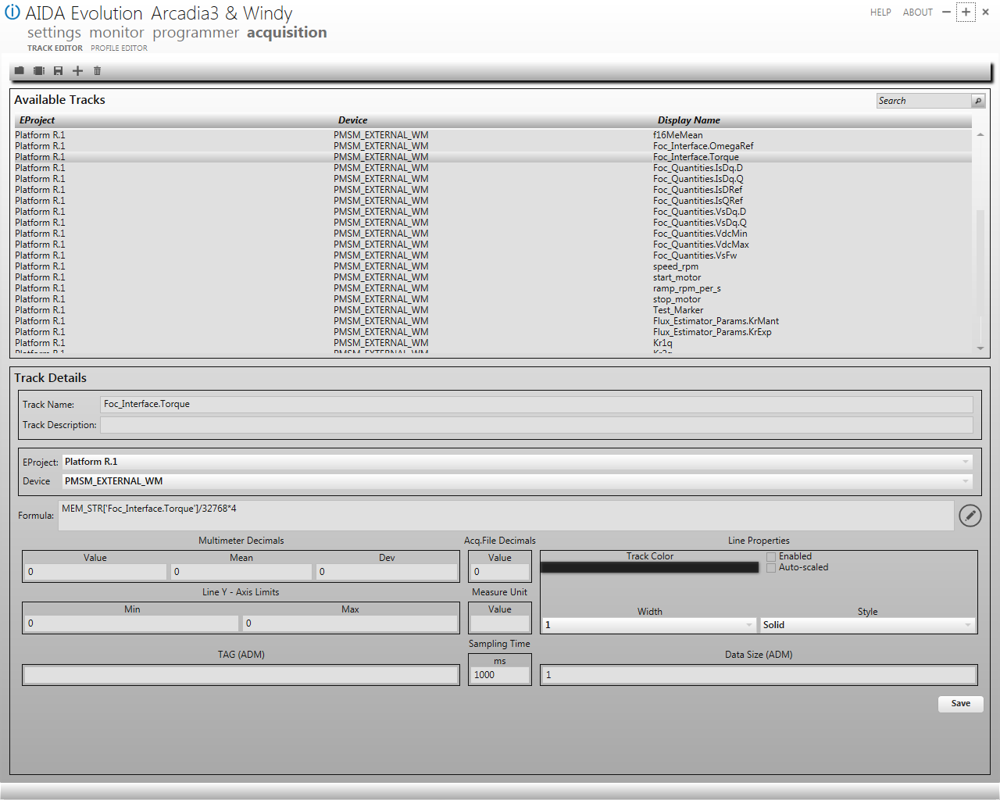 AIDA Evolution Arcadia3 & Windy
HELP ABOUT
settings monitor programmer acquisition
TRACK EDITOR PROFILE EDITOR
Available Tracks
Search
EProject Device Display Name
Platform R.1 PMSM_EXTERNAL_WM f16MeMean
Platform R.1 PMSM_EXTERNAL_WM Foc_Interface.OmegaRef
Platform R.1 PMSM_EXTERNAL_WM Foc_Interface.Torque
Platform R.1 PMSM_EXTERNAL_WM Foc_Quantities.IsDq.D
Platform R.1 PMSM_EXTERNAL_WM Foc_Quantities.IsDq.Q
Platform R.1 PMSM_EXTERNAL_WM Foc_Quantities.IsDRef
Platform R.1 PMSM_EXTERNAL_WM Foc_Quantities.IsQRef
Platform R.1 PMSM_EXTERNAL_WM Foc_Quantities.VsDq.D
Platform R.1 PMSM_EXTERNAL_WM Foc_Quantities.VsDq.Q
Platform R.1 PMSM_EXTERNAL_WM Foc_Quantities.VdcMin
Platform R.1 PMSM_EXTERNAL_WM Foc_Quantities.VdcMax
Platform R.1 PMSM_EXTERNAL_WM Foc_Quantities.VsFw
Platform R.1 PMSM_EXTERNAL_WM speed_rpm
Platform R.1 PMSM_EXTERNAL_WM start_motor
Platform R.1 PMSM_EXTERNAL_WM ramp_rpm_per_s
Platform R.1 PMSM_EXTERNAL_WM stop_motor
Platform R.1 PMSM_EXTERNAL_WM Test_Marker
Platform R.1 PMSM_EXTERNAL_WM Flux_Estimator_Params.KrMant
Platform R.1 PMSM_EXTERNAL_WM Flux_Estimator_Params.KrExp
Platform R.1 PMSM_EXTERNAL_WM Kr1q
Platform R.1 PMSM_EXTERNAL_WM
Track Details
Track Name: Foc_Interface.Torque
Track Description:
EProject: Platform R.1
Device PMSM_EXTERNAL_WM
Formula: MEM_STR['Foc_Interface.Torque']/32768*4
Multimeter Decimals Acq.File Decimals Line Properties
Value Mean Dev Value Track Color Enabled
0 0 0 0 Auto-scaled
Line Y - Axis Limits Measure Unit
Min Max Value Width Style
0 0 1 Solid
Sampling Time
TAG (ADM) ms Data Size (ADM)
1000 1
Save